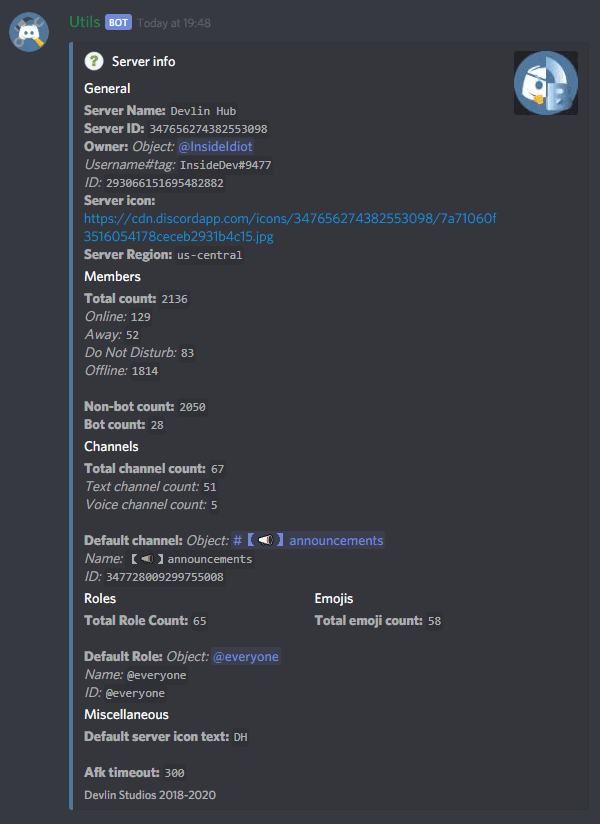 Utils BOT Today at 19:48
? Server info
General
Server Name: Devlin Hub
Server ID: 347656274382553098
Owner: Object: @InsideIdiot
Username#tag: InsideDev#9477
ID: 293066151695482882
Server icon:
https://cdn.discordapp.com/icons/347656274382553098/7a71060f
3516054178ceceb2931b4c15.jpg
Server Region: us-central
Members
Total count: 2136
Online: 129
Away: 52
Do Not Disturb: 83
Offline: 1814
Non-bot count: 2050
Bot count: 28
Channels
Total channel count: 67
Text channel count: 51
Voice channel count: 5
Default channel: Object: #【📢】announcements
Name: 【📢】announcements
ID: 347728009299755008
Roles Emojis
Total Role Count: 65 Total emoji count: 58
Default Role: Object: @everyone
Name: @everyone
ID: @everyone
Miscellaneous
Default server icon text: DH
Afk timeout: 300
Devlin Studios 2018-2020